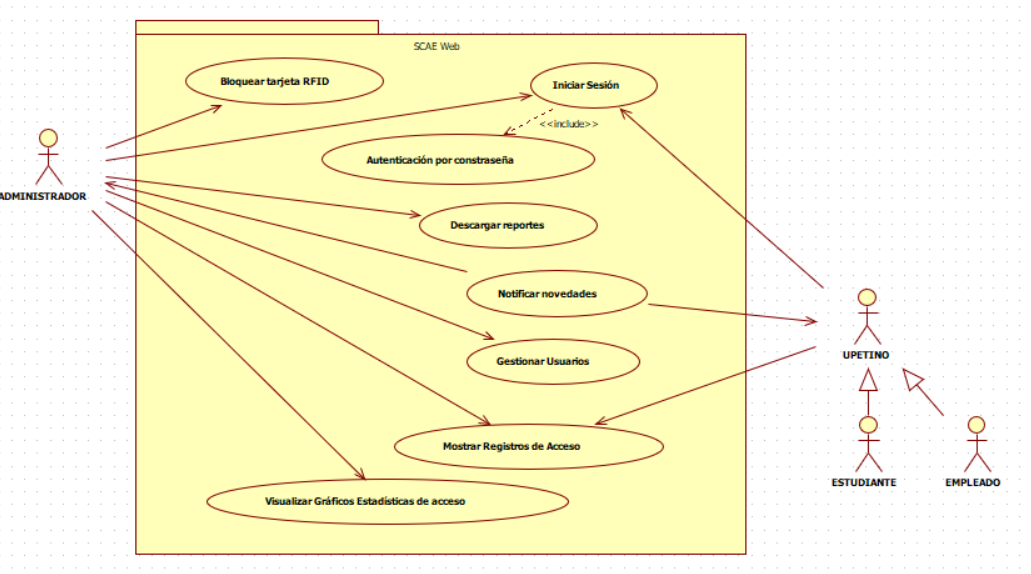 SCAE Web
Bloquear tarjeta RFID
Iniciar Sesión
<<include>>
Autenticación por constraseña
ADMINISTRADOR
Descargar reportes
Notificar novedades
UPETINO
Gestionar Usuarios
Mostrar Registros de Acceso
ESTUDIANTE
EMPLEADO
Visualizar Gráficos Estadísticas de acceso